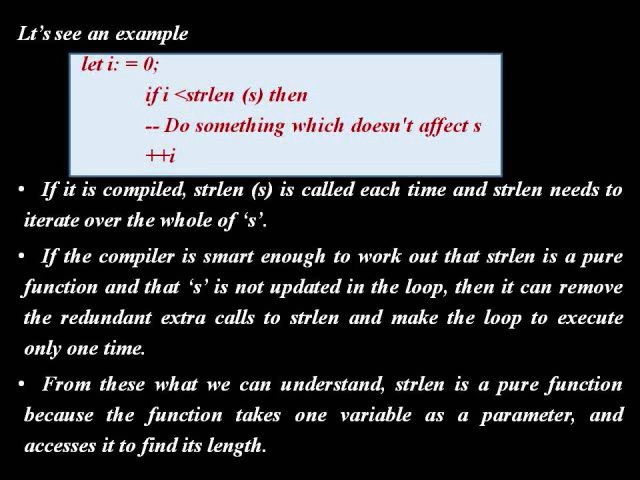 Lt's see an example
let i: = 0;
if i <strlen (s) then
-- Do something which doesn't affect s
++i
• If it is compiled, strlen (s) is called each time and strlen needs to
iterate over the whole of ‘s’.
• If the compiler is smart enough to work out that strlen is a pure
function and that ‘s’ is not updated in the loop, then it can remove
the redundant extra calls to strlen and make the loop to execute
only one time.
• From these what we can understand, strlen is a pure function
because the function takes one variable as a parameter, and
accesses it to find its length.